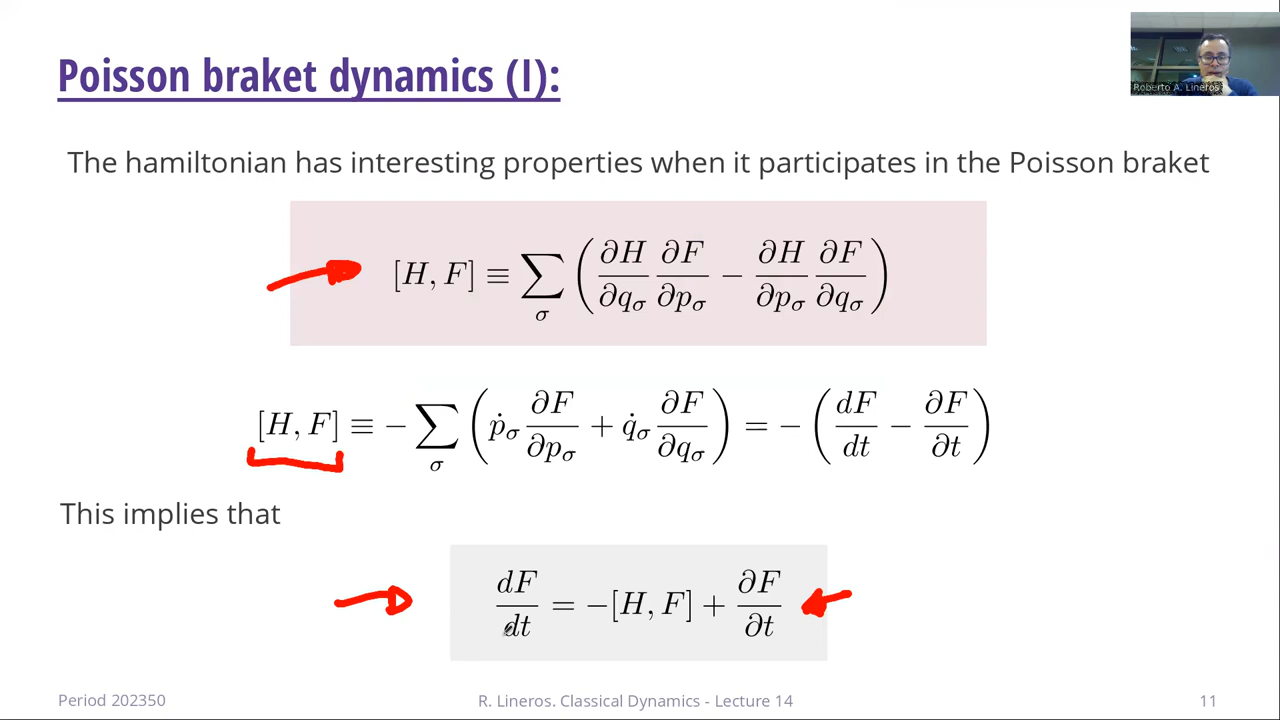 Poisson braket dynamics (I):
Roberto A. Lineros
The hamiltonian has interesting properties when it participates in the Poisson braket
[H, F] ≡ ∑_σ ( ∂H/∂q_σ ∂F/∂p_σ − ∂H/∂p_σ ∂F/∂q_σ )
[H, F] ≡ − ∑_σ ( ṗ_σ ∂F/∂p_σ + q̇_σ ∂F/∂q_σ ) = − ( dF/dt − ∂F/∂t )
This implies that
dF/dt = −[H, F] + ∂F/∂t
Period 202350
R. Lineros. Classical Dynamics - Lecture 14
11